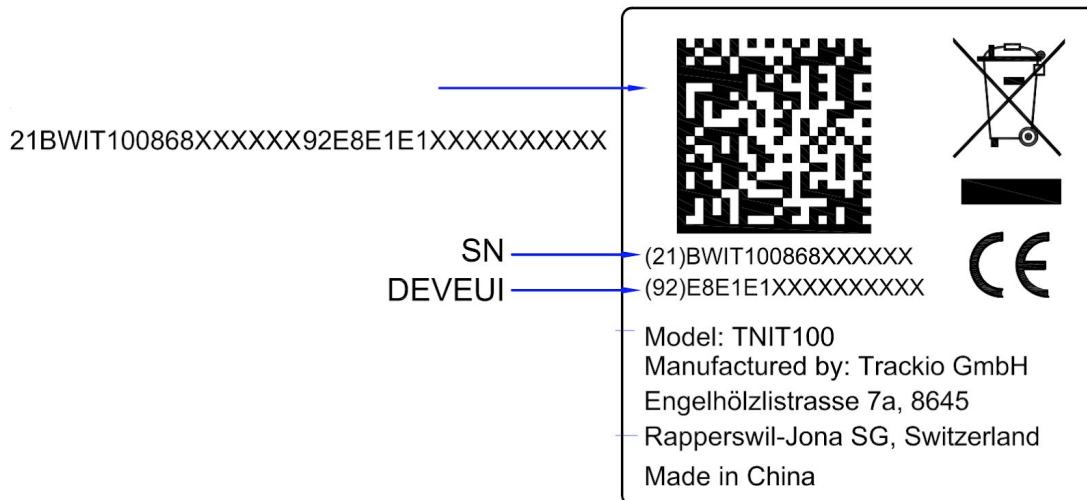 21BWIT100868XXXXXX92E8E1E1XXXXXXXXXX
SN
(21)BWIT100868XXXXXX
DEVEUI
(92)E8E1E1XXXXXXXXXX
CE
Model: TNIT100
Manufactured by: Trackio GmbH
Engelhölzlistrasse 7a, 8645
Rapperswil-Jona SG, Switzerland
Made in China